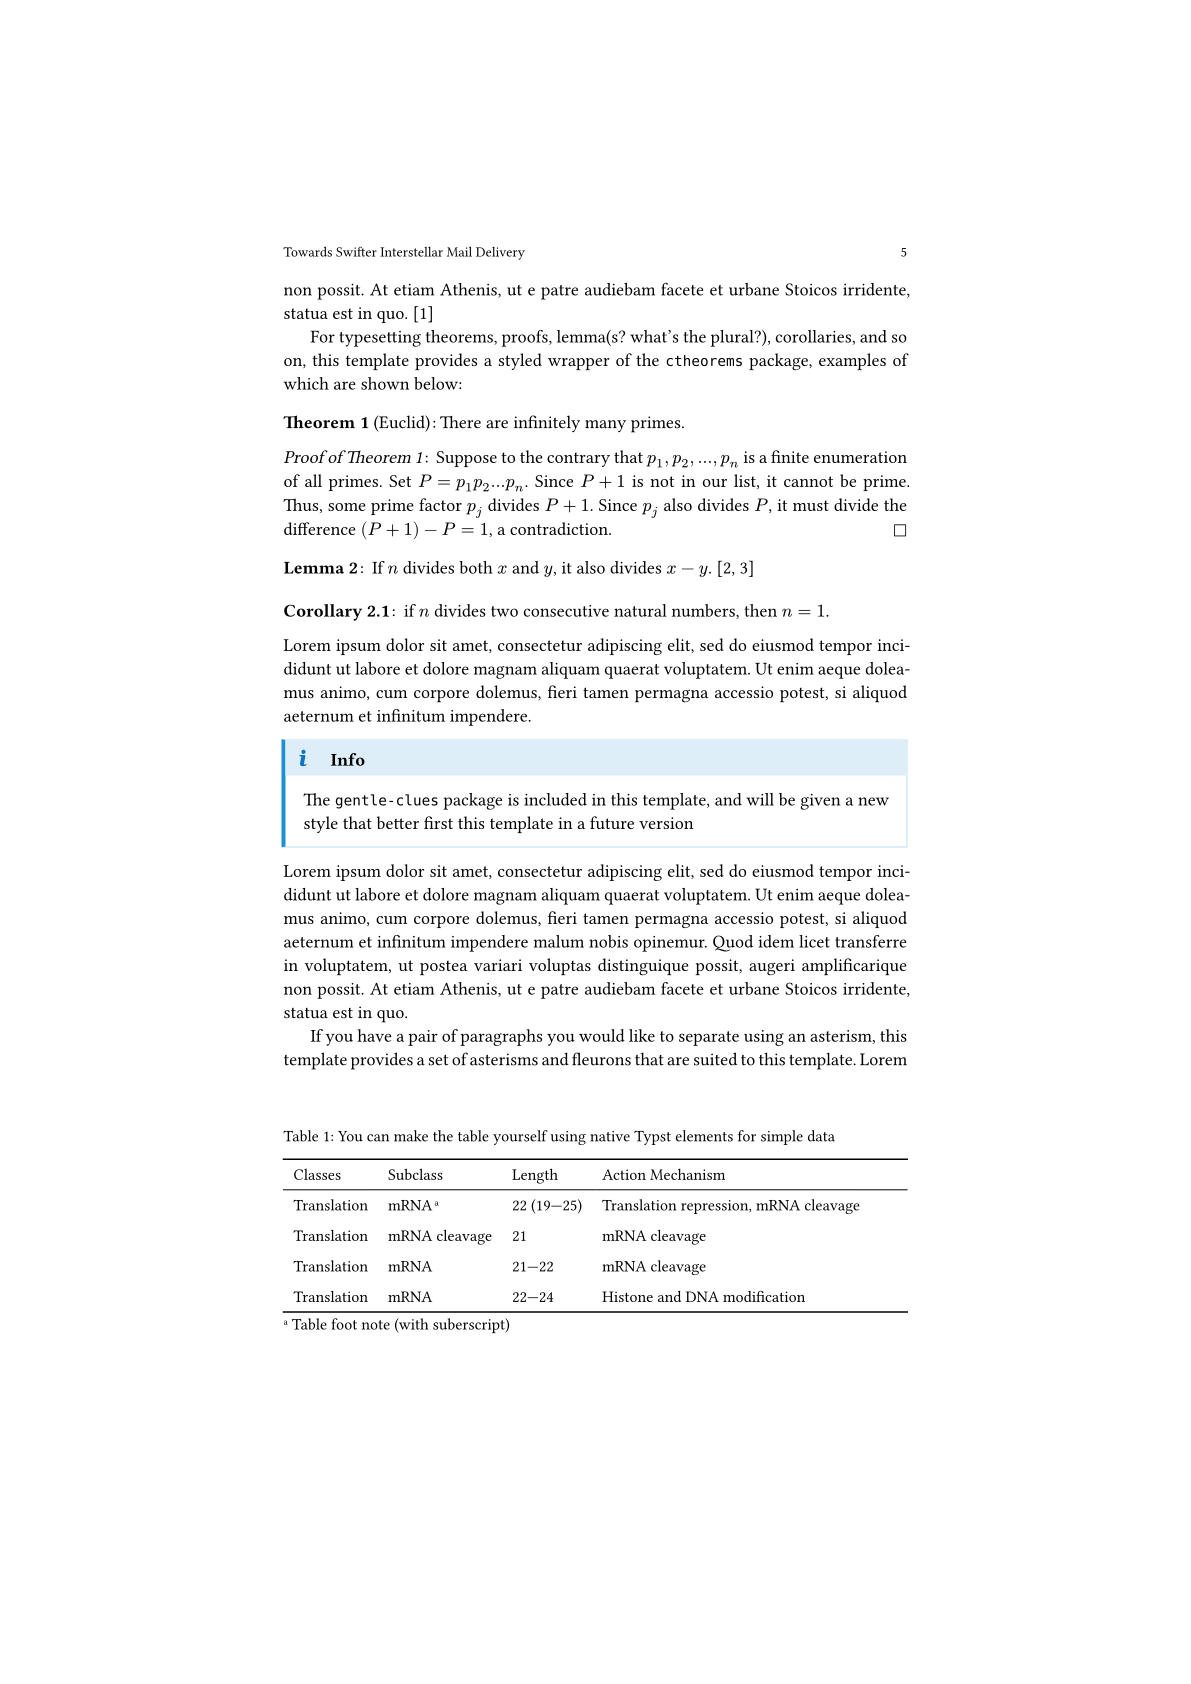 Towards Swifter Interstellar Mail Delivery 5
non possit. At etiam Athenis, ut e patre audiebam facete et urbane Stoicos irridente,
statua est in quo. [1]
For typesetting theorems, proofs, lemma(s? what’s the plural?), corollaries, and so
on, this template provides a styled wrapper of the ctheorems package, examples of
which are shown below:
Theorem 1 (Euclid): There are infinitely many primes.
Proof of Theorem 1: Suppose to the contrary that p₁, p₂, ..., pₙ is a finite enumeration
of all primes. Set P = p₁p₂...pₙ. Since P + 1 is not in our list, it cannot be prime.
Thus, some prime factor pⱼ divides P + 1. Since pⱼ also divides P, it must divide the
difference (P + 1) − P = 1, a contradiction. □
Lemma 2: If n divides both x and y, it also divides x − y. [2, 3]
Corollary 2.1: if n divides two consecutive natural numbers, then n = 1.
Lorem ipsum dolor sit amet, consectetur adipiscing elit, sed do eiusmod tempor inci-
didunt ut labore et dolore magnam aliquam quaerat voluptatem. Ut enim aeque dolea-
mus animo, cum corpore dolemus, fieri tamen permagna accessio potest, si aliquod
aeternum et infinitum impendere.
i Info
The gentle-clues package is included in this template, and will be given a new
style that better first this template in a future version
Lorem ipsum dolor sit amet, consectetur adipiscing elit, sed do eiusmod tempor inci-
didunt ut labore et dolore magnam aliquam quaerat voluptatem. Ut enim aeque dolea-
mus animo, cum corpore dolemus, fieri tamen permagna accessio potest, si aliquod
aeternum et infinitum impendere malum nobis opinemur. Quod idem licet transferre
in voluptatem, ut postea variari voluptas distinguique possit, augeri amplificarique
non possit. At etiam Athenis, ut e patre audiebam facete et urbane Stoicos irridente,
statua est in quo.
If you have a pair of paragraphs you would like to separate using an asterism, this
template provides a set of asterisms and fleurons that are suited to this template. Lorem
Table 1: You can make the table yourself using native Typst elements for simple data
Classes Subclass Length Action Mechanism
Translation mRNA ᵃ 22 (19—25) Translation repression, mRNA cleavage
Translation mRNA cleavage 21 mRNA cleavage
Translation mRNA 21—22 mRNA cleavage
Translation mRNA 22—24 Histone and DNA modification
ᵃ Table foot note (with suberscript)